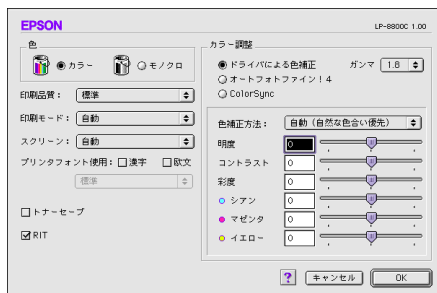 EPSON
LP-8800C 1.00
色
カラー
モノクロ
印刷品質：
標準
印刷モード：
自動
スクリーン：
自動
プリンタフォント使用：
漢字
欧文
標準
トナーセーブ
RIT
カラー調整
ドライバによる色補正
ガンマ
1.8
オートフォトファイン！4
ColorSync
色補正方法：
自動（自然な色合い優先）
明度
0
コントラスト
0
彩度
0
シアン
0
マゼンタ
0
イエロー
0
?
キャンセル
OK